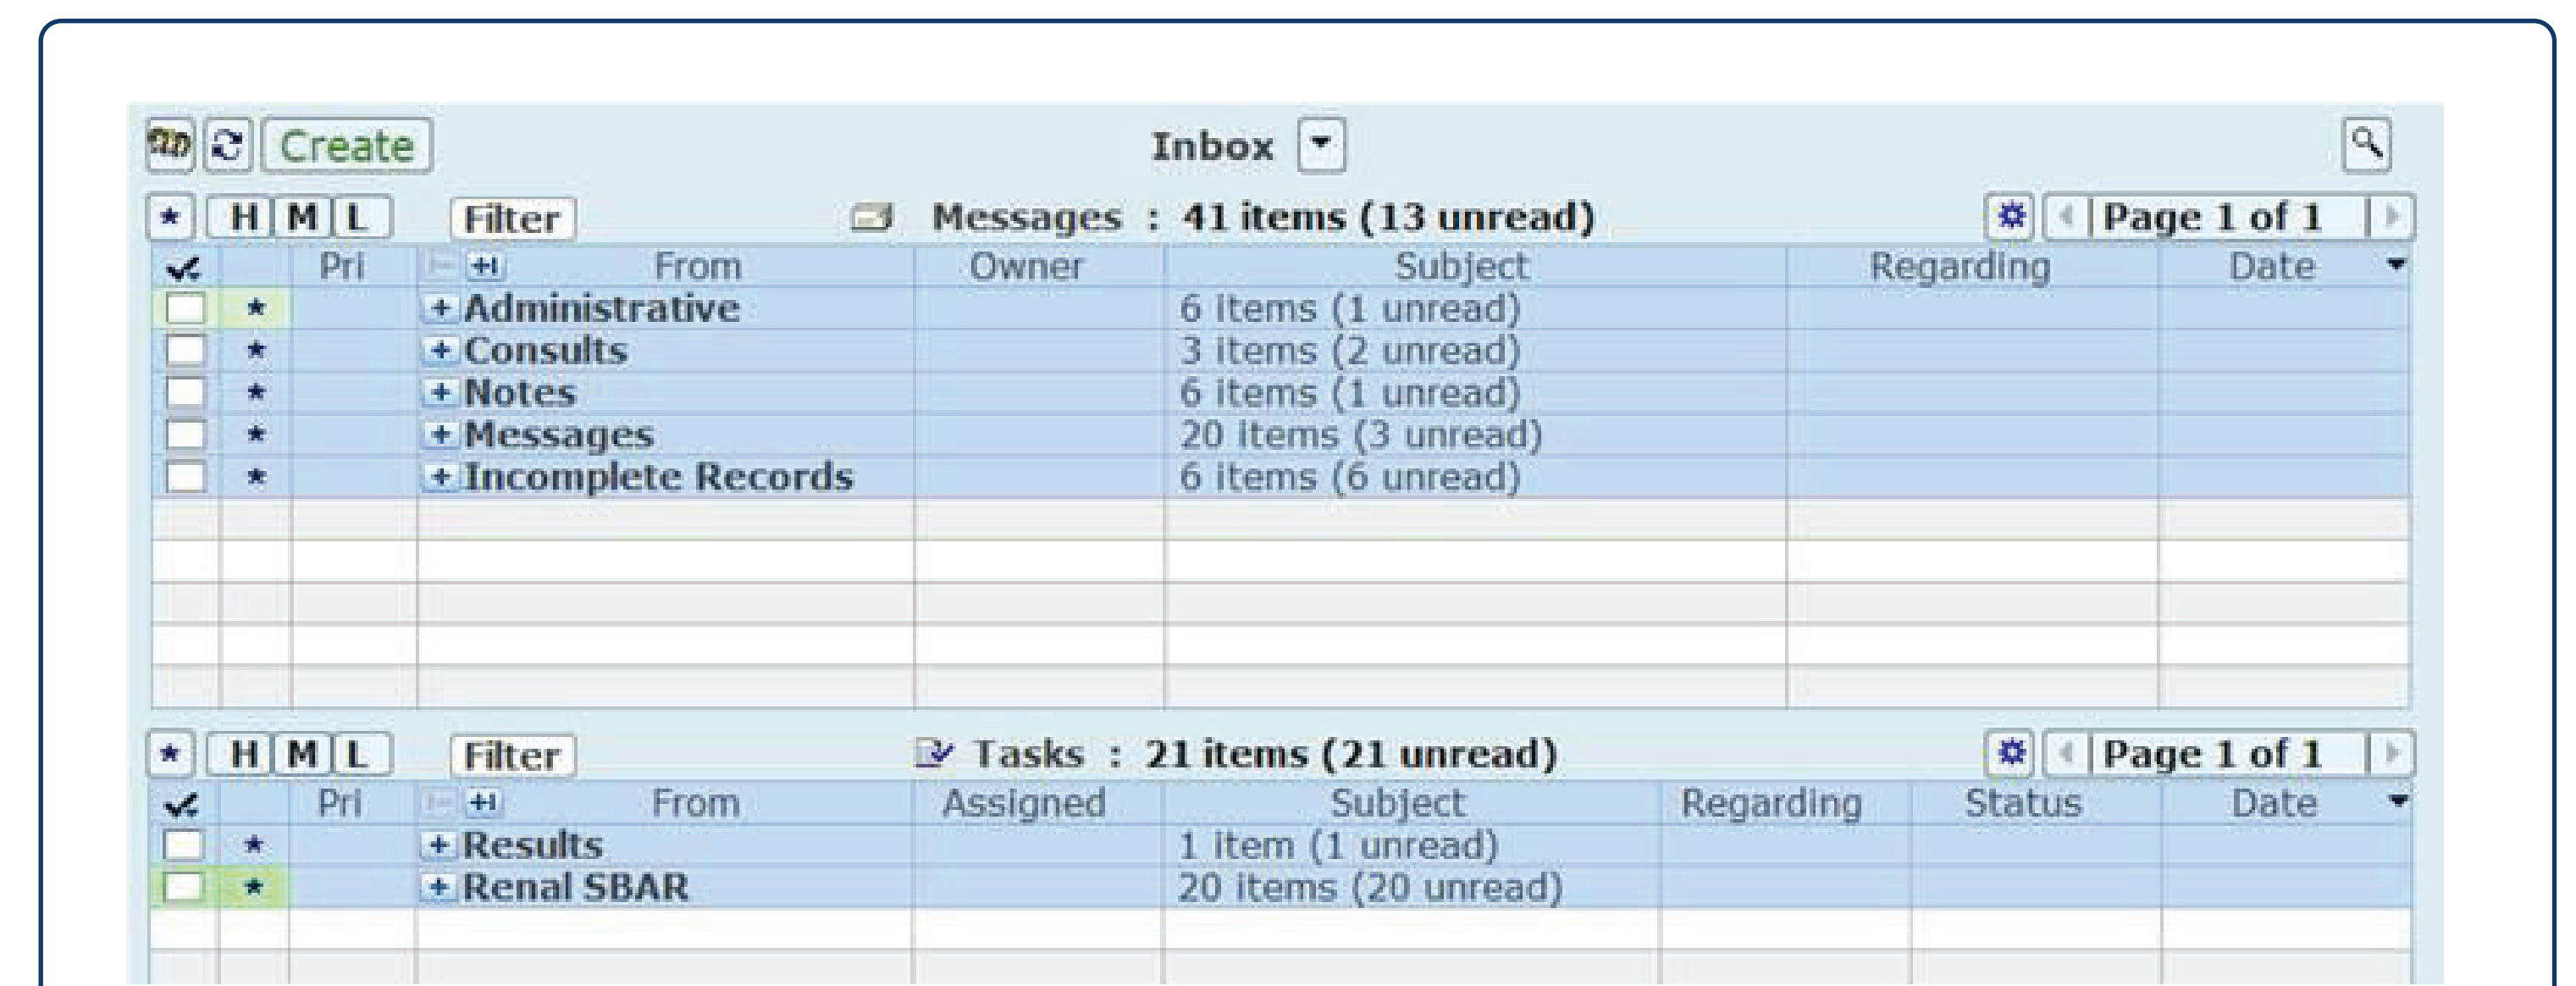 Create Inbox
* H M L Filter Messages : 41 items (13 unread) Page 1 of 1
Pri From Owner Subject Regarding Date
* Administrative 6 items (1 unread)
* Consults 3 items (2 unread)
* Notes 6 items (1 unread)
* Messages 20 items (3 unread)
* Incomplete Records 6 items (6 unread)
* H M L Filter Tasks : 21 items (21 unread) Page 1 of 1
Pri From Assigned Subject Regarding Status Date
* Results 1 item (1 unread)
* Renal SBAR 20 items (20 unread)